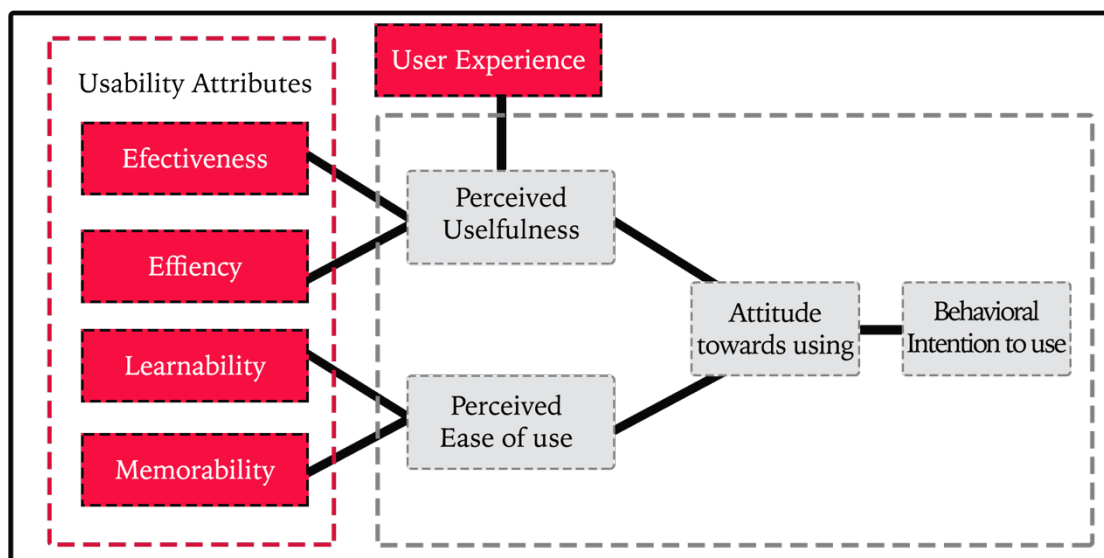 User Experience
Usability Attributes
Efectiveness
Effiency
Learnability
Memorability
Perceived
Uselfulness
Perceived
Ease of use
Attitude
towards using
Behavioral
Intention to use